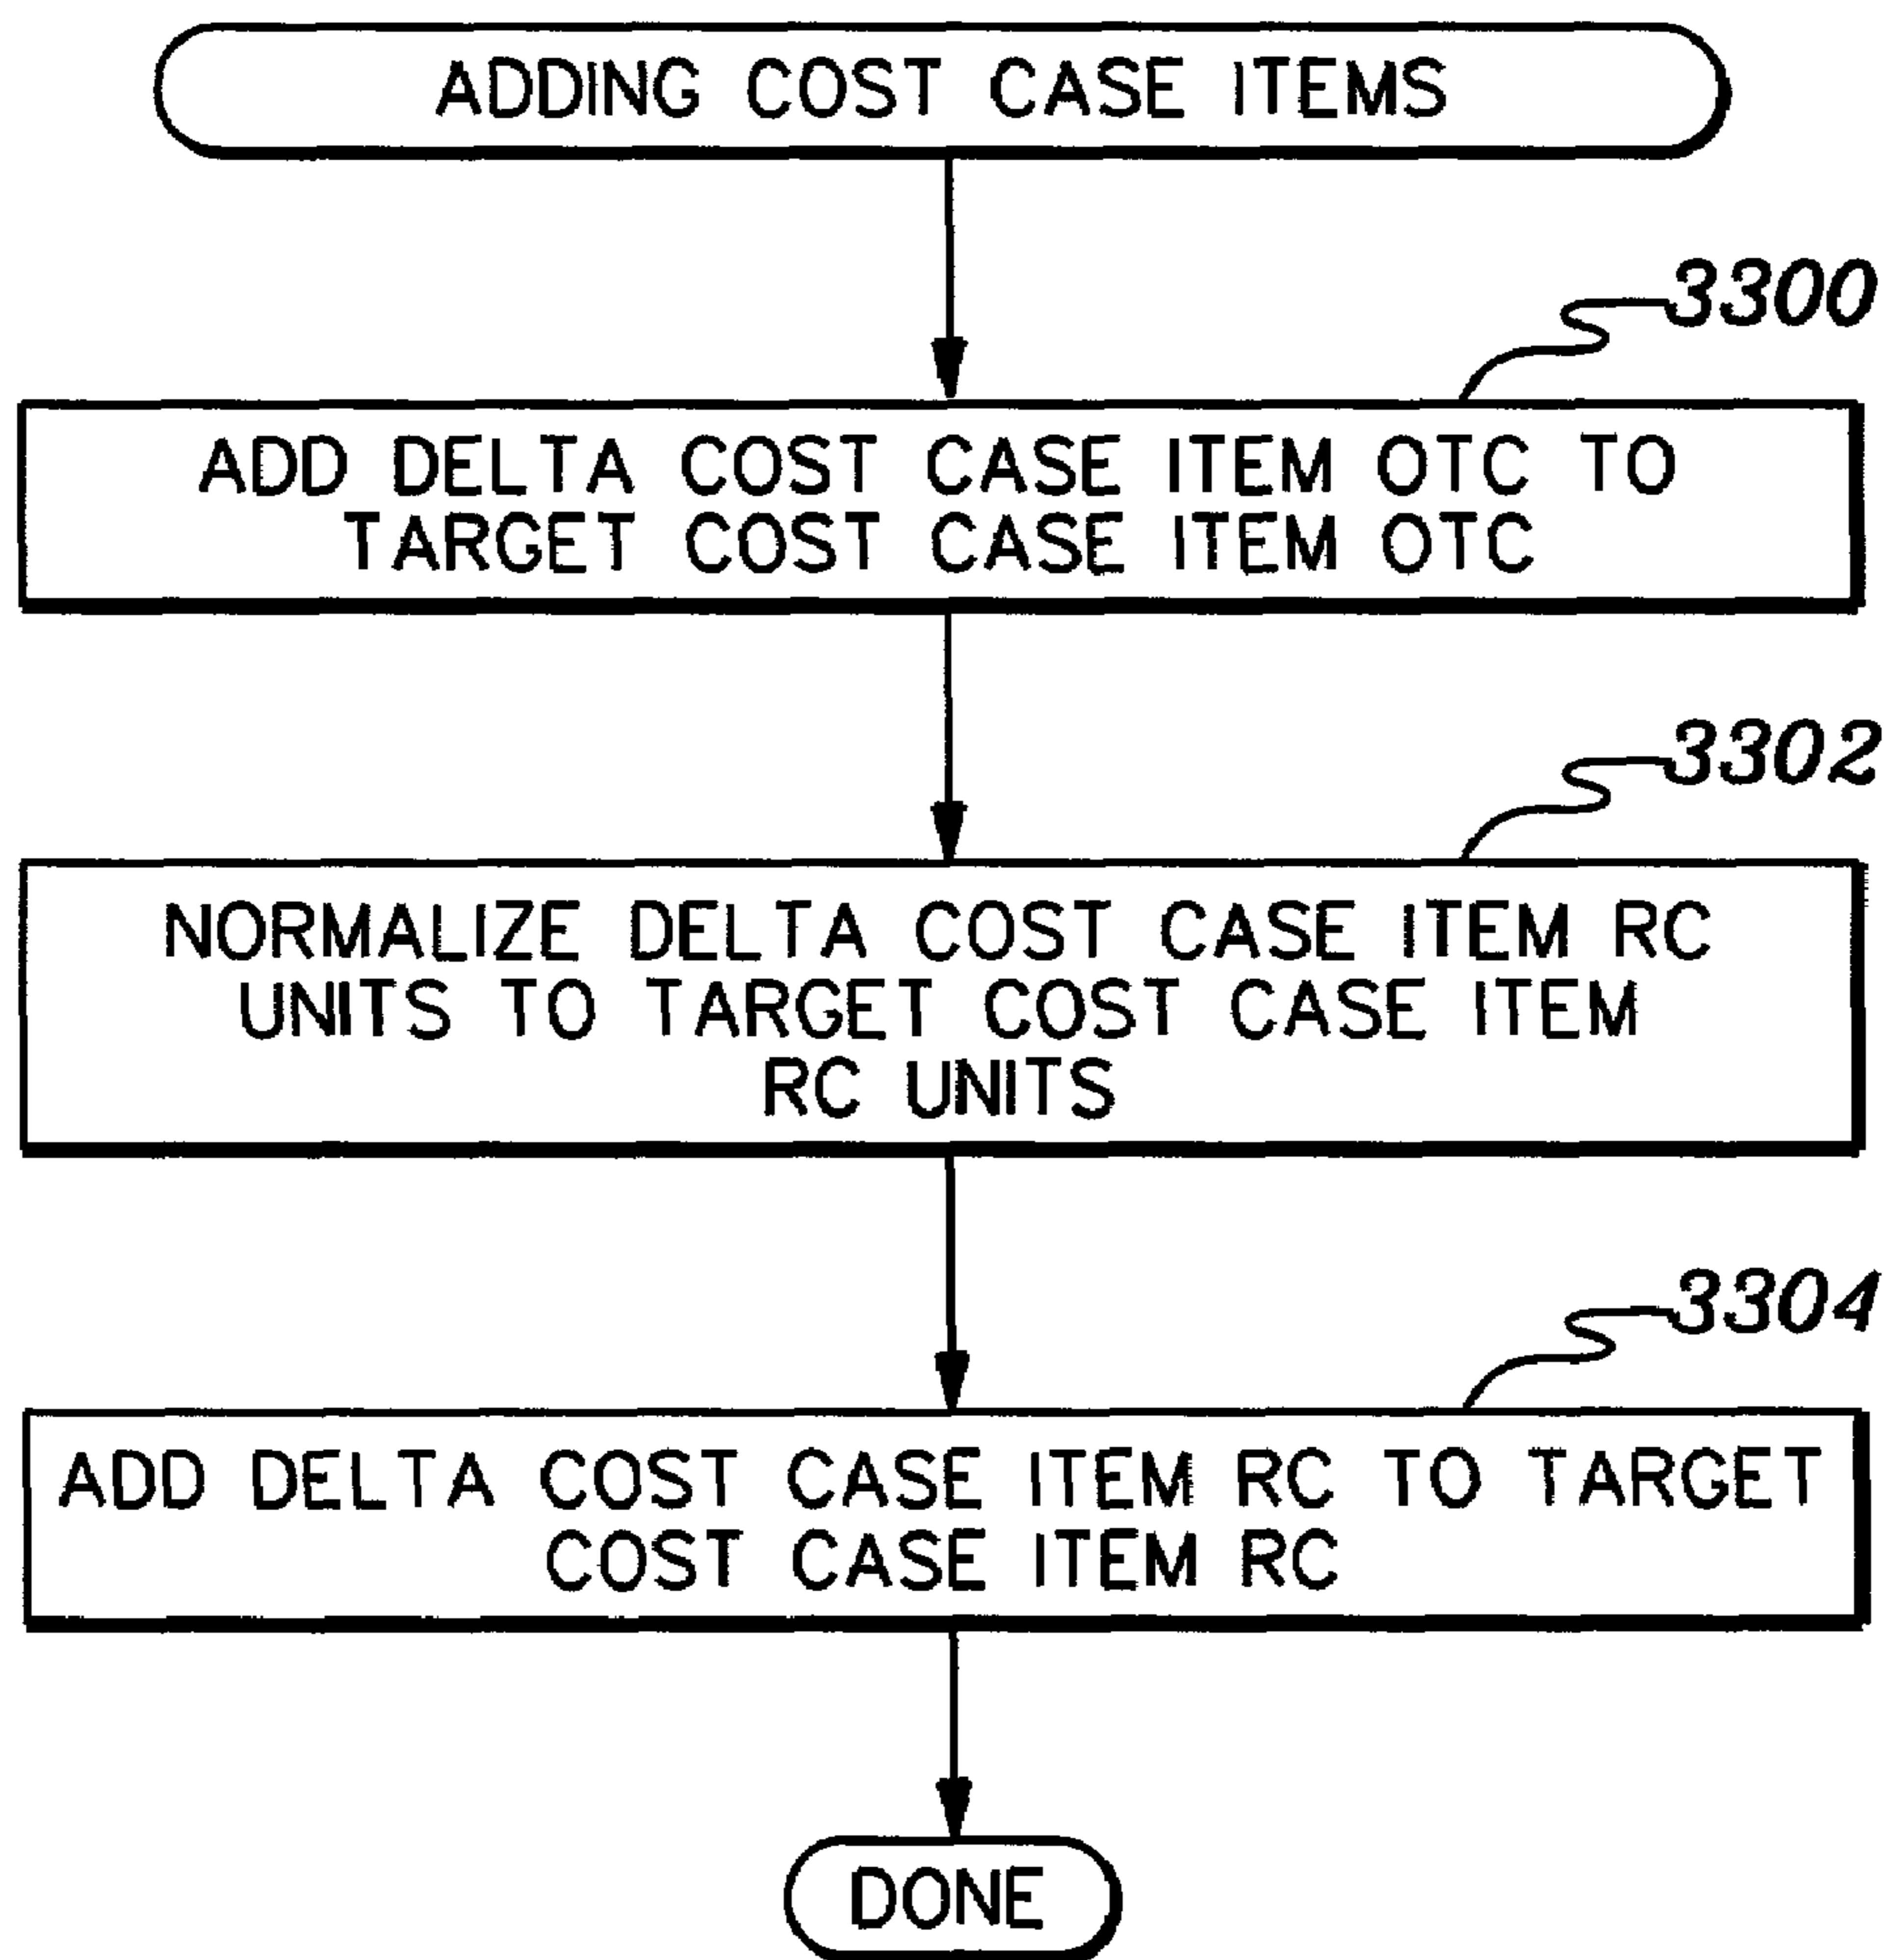 ADDING COST CASE ITEMS
3300
ADD DELTA COST CASE ITEM OTC TO
TARGET COST CASE ITEM OTC
3302
NORMALIZE DELTA COST CASE ITEM RC
UNITS TO TARGET COST CASE ITEM
RC UNITS
3304
ADD DELTA COST CASE ITEM RC TO TARGET
COST CASE ITEM RC
DONE